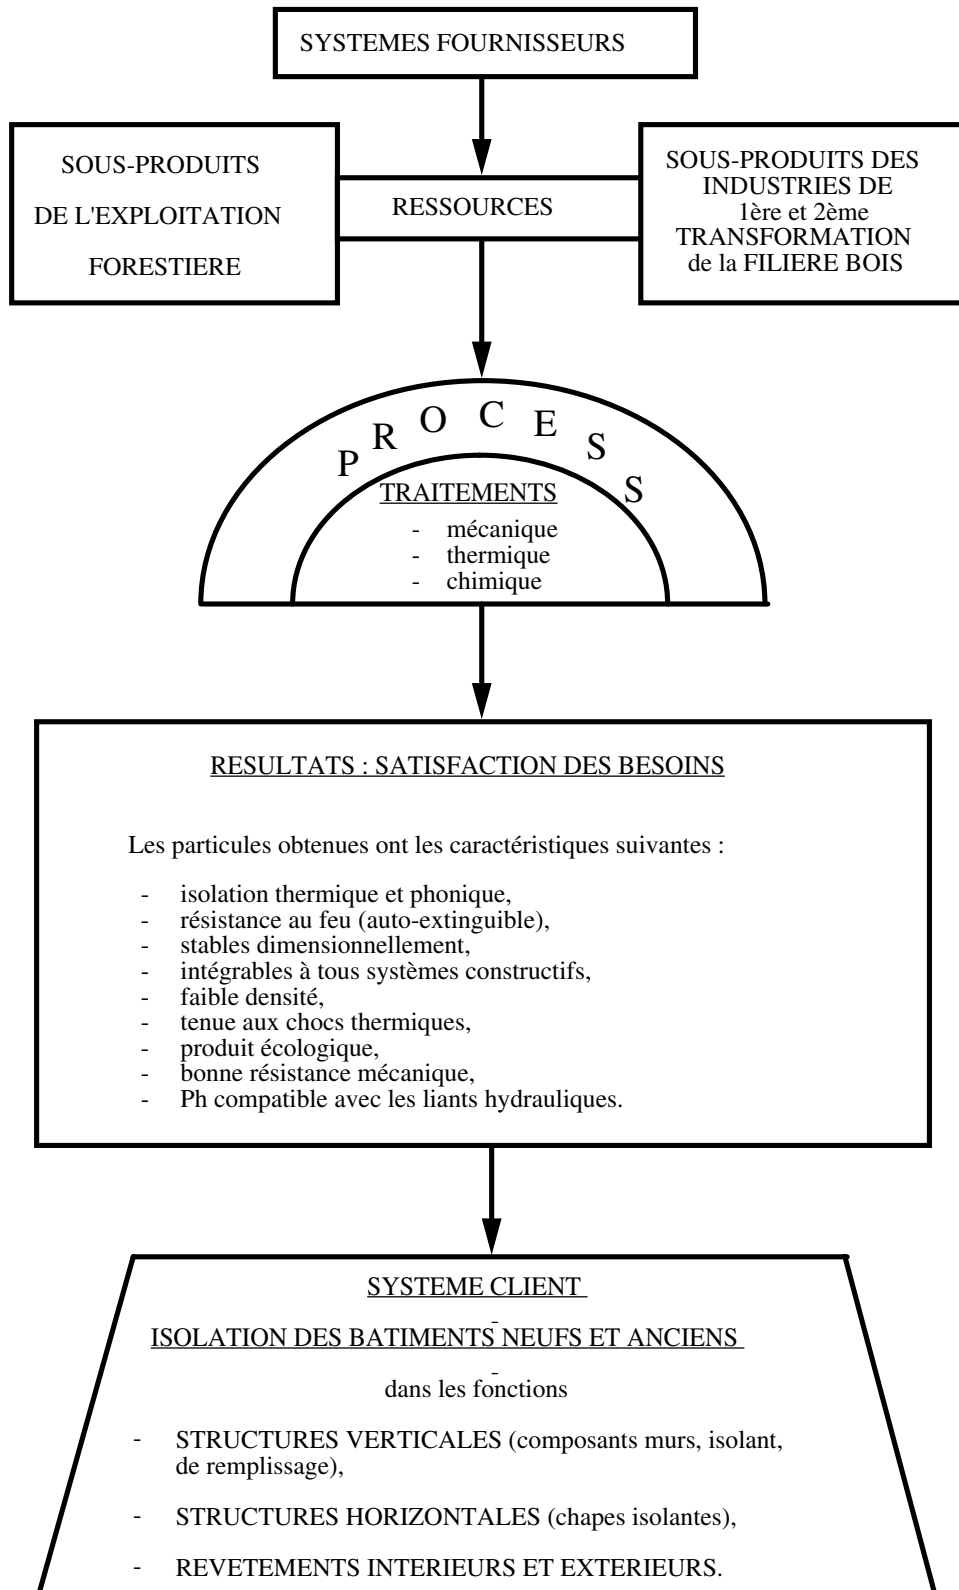 SYSTEMES FOURNISSEURS
SOUS-PRODUITS
DE L'EXPLOITATION
FORESTIERE
RESSOURCES
SOUS-PRODUITS DES
INDUSTRIES DE
1ère et 2ème
TRANSFORMATION
de la FILIERE BOIS
PROCESS
TRAITEMENTS
- mécanique
- thermique
- chimique
RESULTATS : SATISFACTION DES BESOINS
Les particules obtenues ont les caractéristiques suivantes :
- isolation thermique et phonique,
- résistance au feu (auto-extinguible),
- stables dimensionnellement,
- intégrables à tous systèmes constructifs,
- faible densité,
- tenue aux chocs thermiques,
- produit écologique,
- bonne résistance mécanique,
- Ph compatible avec les liants hydrauliques.
SYSTEME CLIENT
-
ISOLATION DES BATIMENTS NEUFS ET ANCIENS
-
dans les fonctions
- STRUCTURES VERTICALES (composants murs, isolant,
de remplissage),
- STRUCTURES HORIZONTALES (chapes isolantes),
- REVETEMENTS INTERIEURS ET EXTERIEURS.